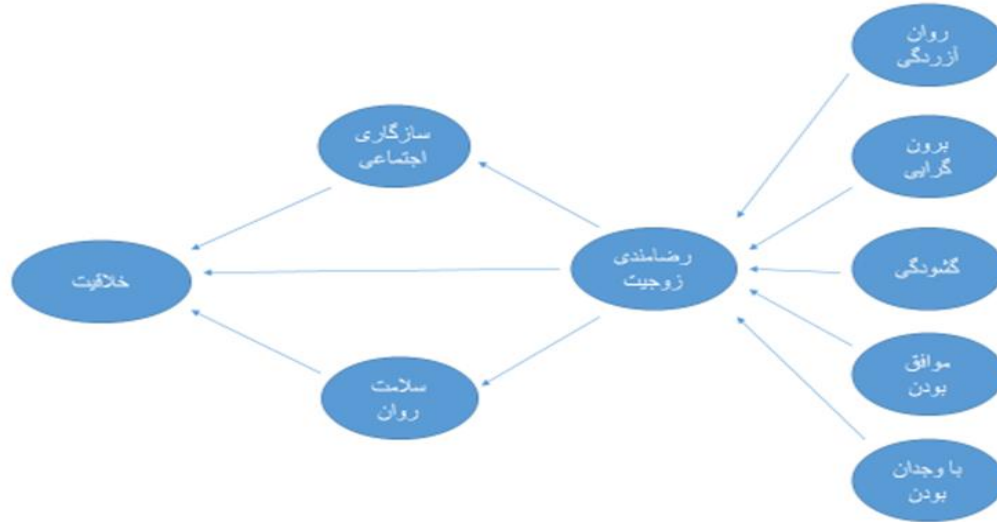 روان
آزردگی
برون
گرایی
گشودگی
موافق
بودن
با وجدان
بودن
رضامندی
زوجیت
سازگاری
اجتماعی
سلامت
روان
خلاقیت